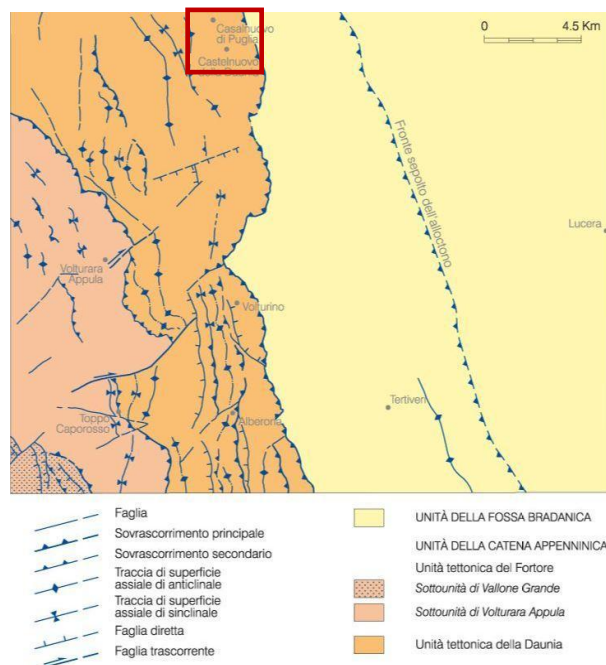 Casalnuovo
di Puglia
Castelnuovo
0
4.5 Km
Fronte sepolto dell'alloctono
Lucera
Volturara
Appula
Volturino
Tertiveri
Toppo
Caporosso
Alberona
Faglia
Sovrascorrimento principale
Sovrascorrimento secondario
Traccia di superficie
assiale di anticlinale
Traccia di superficie
assiale di sinclinale
Faglia diretta
Faglia trascorrente
UNITÀ DELLA FOSSA BRADANICA
UNITÀ DELLA CATENA APPENNINICA
Unità tettonica del Fortore
Sottounità di Vallone Grande
Sottounità di Volturara Appula
Unità tettonica della Daunia